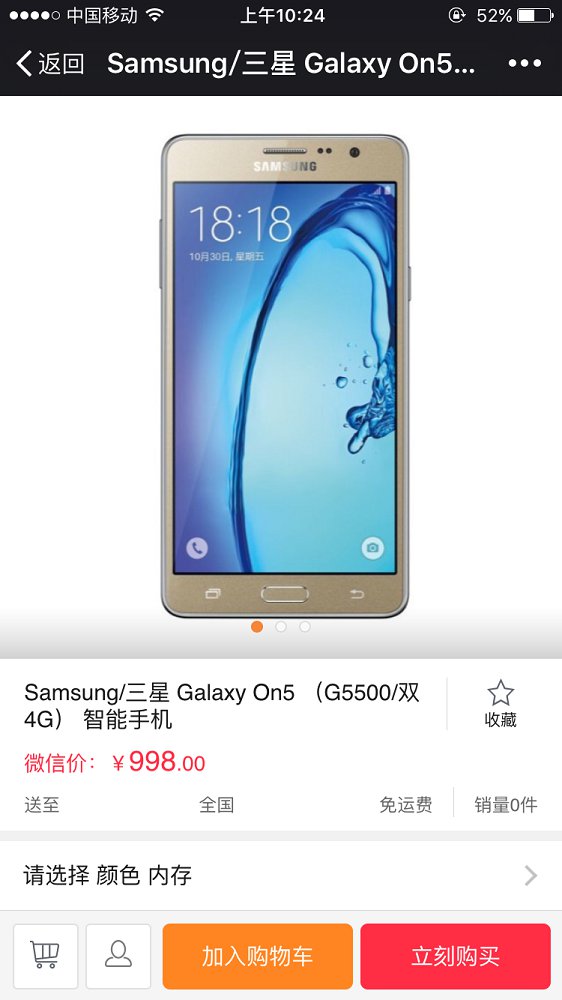 中国移动 上午10:24 52%
返回 Samsung/三星 Galaxy On5...
SAMSUNG
18:18
10月30日, 星期五
Samsung/三星 Galaxy On5 （G5500/双
4G） 智能手机
收藏
微信价：￥998.00
送至 全国 免运费 销量0件
请选择 颜色 内存
加入购物车 立刻购买